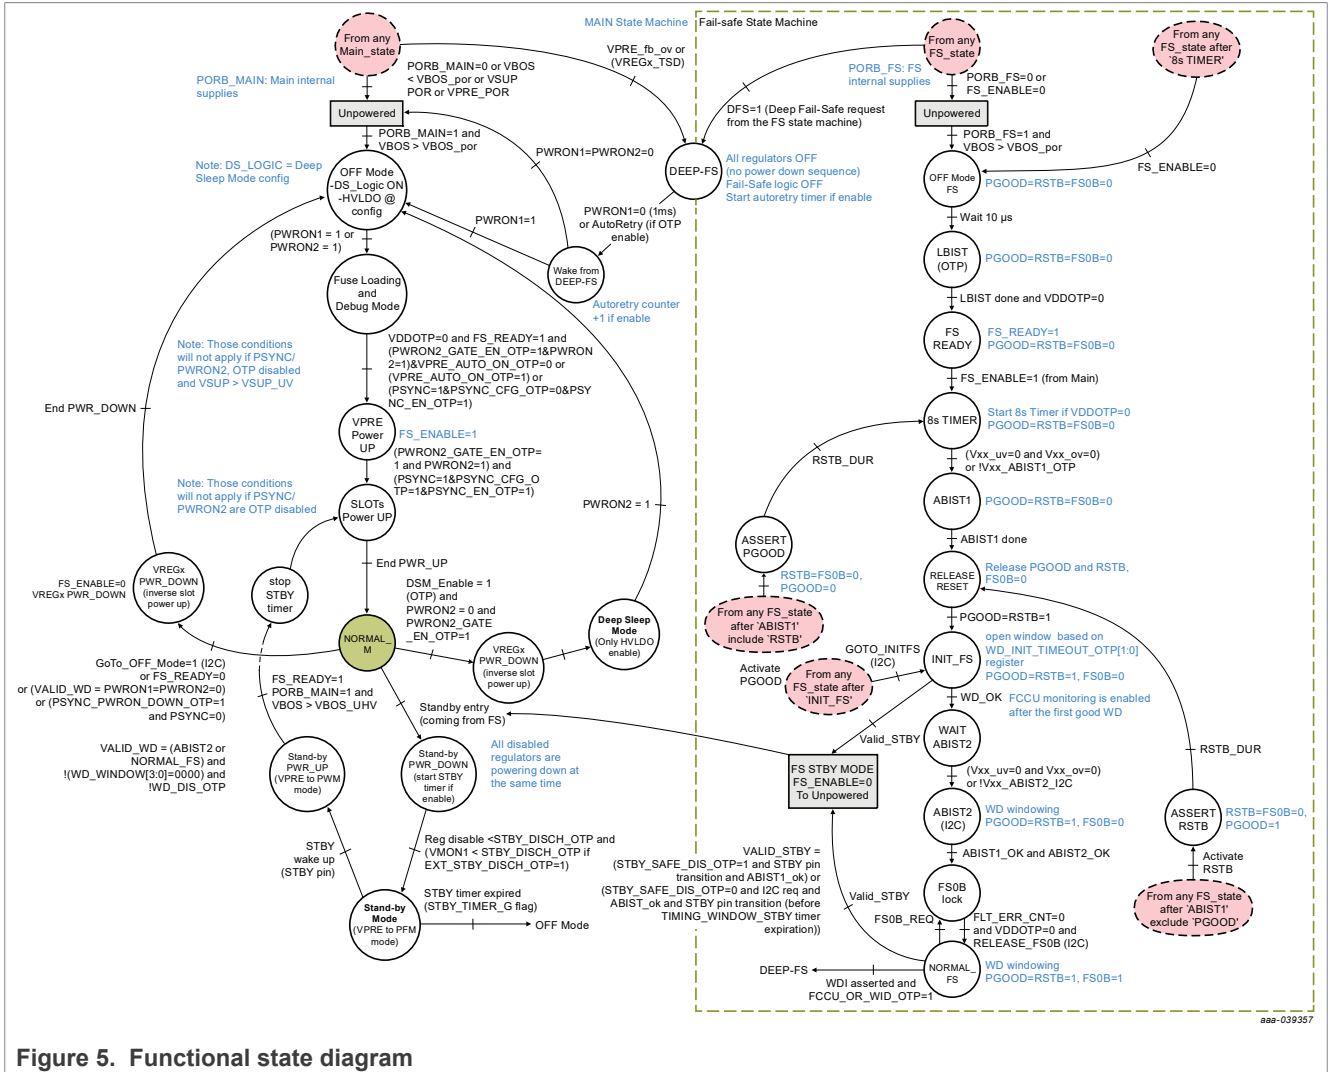 MAIN State Machine
Fail-safe State Machine
From any
Main_state
VPRE_fb_ov or
(VREGx_TSD)
From any
FS_state
From any
FS_state after
'8s TIMER'
PORB_MAIN: Main internal
supplies
PORB_MAIN=0 or VBOS
< VBOS_por or VSUP
POR or VPRE_POR
PORB_FS: FS
internal supplies
PORB_FS=0 or
FS_ENABLE=0
Unpowered
DFS=1 (Deep Fail-Safe request
from the FS state machine)
Unpowered
PORB_MAIN=1 and
VBOS > VBOS_por
PWRON1=PWRON2=0
PORB_FS=1 and
VBOS > VBOS_por
FS_ENABLE=0
Note: DS_LOGIC = Deep
Sleep Mode config
OFF Mode
-DS_Logic ON
-HVLDO @
config
DEEP-FS
All regulators OFF
(no power down sequence)
Fail-Safe logic OFF
Start autoretry timer if enable
OFF Mode
FS
PGOOD=RSTB=FS0B=0
PWRON1=1
PWRON1=0 (1ms)
or AutoRetry (if OTP
enable)
Wait 10 µs
(PWRON1 = 1 or
PWRON2 = 1)
Wake from
DEEP-FS
LBIST
(OTP)
PGOOD=RSTB=FS0B=0
Fuse Loading
and
Debug Mode
Autoretry counter
+1 if enable
LBIST done and VDDOTP=0
Note: Those conditions
will not apply if PSYNC/
PWRON2, OTP disabled
and VSUP > VSUP_UV
VDDOTP=0 and FS_READY=1 and
(PWRON2_GATE_EN_OTP=1&PWRON
2=1)&VPRE_AUTO_ON_OTP=0 or
(VPRE_AUTO_ON_OTP=1) or
(PSYNC=1&PSYNC_CFG_OTP=0&PSY
NC_EN_OTP=1)
FS
READY
FS_READY=1
PGOOD=RSTB=FS0B=0
FS_ENABLE=1 (from Main)
End PWR_DOWN
VPRE
Power
UP
FS_ENABLE=1
8s TIMER
Start 8s Timer if VDDOTP=0
PGOOD=RSTB=FS0B=0
(PWRON2_GATE_EN_OTP=
1 and PWRON2=1) and
(PSYNC=1&PSYNC_CFG_O
TP=1&PSYNC_EN_OTP=1)
RSTB_DUR
(Vxx_uv=0 and Vxx_ov=0)
or !Vxx_ABIST1_OTP
Note: Those conditions
will not apply if PSYNC/
PWRON2 are OTP disabled
SLOTs
Power UP
PWRON2 = 1
ABIST1
PGOOD=RSTB=FS0B=0
ASSERT
PGOOD
ABIST1 done
End PWR_UP
RSTB=FS0B=0,
PGOOD=0
RELEASE
RESET
Release PGOOD and RSTB,
FS0B=0
FS_ENABLE=0
VREGx PWR_DOWN
VREGx
PWR_DOWN
(inverse slot
power up)
stop
STBY
timer
DSM_Enable = 1
(OTP) and
PWRON2 = 0 and
PWRON2_GATE
_EN_OTP=1
Deep Sleep
Mode
(Only HVLDO
enable)
From any FS_state
after 'ABIST1'
include 'RSTB'
PGOOD=RSTB=1
NORMAL_
M
VREGx
PWR_DOWN
(inverse slot
power up)
GOTO_INITFS
(I2C)
INIT_FS
open window  based on
WD_INIT_TIMEOUT_OTP[1:0]
register
PGOOD=RSTB=1, FS0B=0
GoTo_OFF_Mode=1 (I2C)
or FS_READY=0
or (VALID_WD = PWRON1=PWRON2=0)
or (PSYNC_PWRON_DOWN_OTP=1
and PSYNC=0)
FS_READY=1
PORB_MAIN=1 and
VBOS > VBOS_UHV
Activate
PGOOD
From any
FS_state after
'INIT_FS'
WD_OK
FCCU monitoring is enabled
after the first good WD
Standby entry
(coming from FS)
Valid_STBY
WAIT
ABIST2
RSTB_DUR
VALID_WD = (ABIST2 or
NORMAL_FS) and
!(WD_WINDOW[3:0]=0000) and
!WD_DIS_OTP
Stand-by
PWR_UP
(VPRE to PWM
mode)
Stand-by
PWR_DOWN
(start STBY
timer if
enable)
All disabled
regulators are
powering down at
the same time
FS STBY MODE
FS_ENABLE=0
To Unpowered
(Vxx_uv=0 and Vxx_ov=0)
or !Vxx_ABIST2_I2C
ABIST2
(I2C)
WD windowing
PGOOD=RSTB=1, FS0B=0
ASSERT
RSTB
RSTB=FS0B=0,
PGOOD=1
STBY
wake up
(STBY pin)
Reg disable <STBY_DISCH_OTP and
(VMON1 < STBY_DISCH_OTP if
EXT_STBY_DISCH_OTP=1)
VALID_STBY =
(STBY_SAFE_DIS_OTP=1 and STBY pin
transition and ABIST1_ok) or
(STBY_SAFE_DIS_OTP=0 and I2C req and
ABIST_ok and STBY pin transition (before
TIMING_WINDOW_STBY timer
expiration))
ABIST1_OK and ABIST2_OK
Activate
RSTB
Stand-by
Mode
(VPRE to PFM
mode)
STBY timer expired
(STBY_TIMER_G flag)
OFF Mode
Valid_STBY
FS0B
lock
From any FS_state
after 'ABIST1'
exclude 'PGOOD'
FS0B_REQ
FLT_ERR_CNT=0
and VDDOTP=0 and
RELEASE_FS0B (I2C)
DEEP-FS
WDI asserted and
FCCU_OR_WID_OTP=1
NORMAL_
FS
WD windowing
PGOOD=RSTB=1, FS0B=1
aaa-039357
Figure 5. Functional state diagram